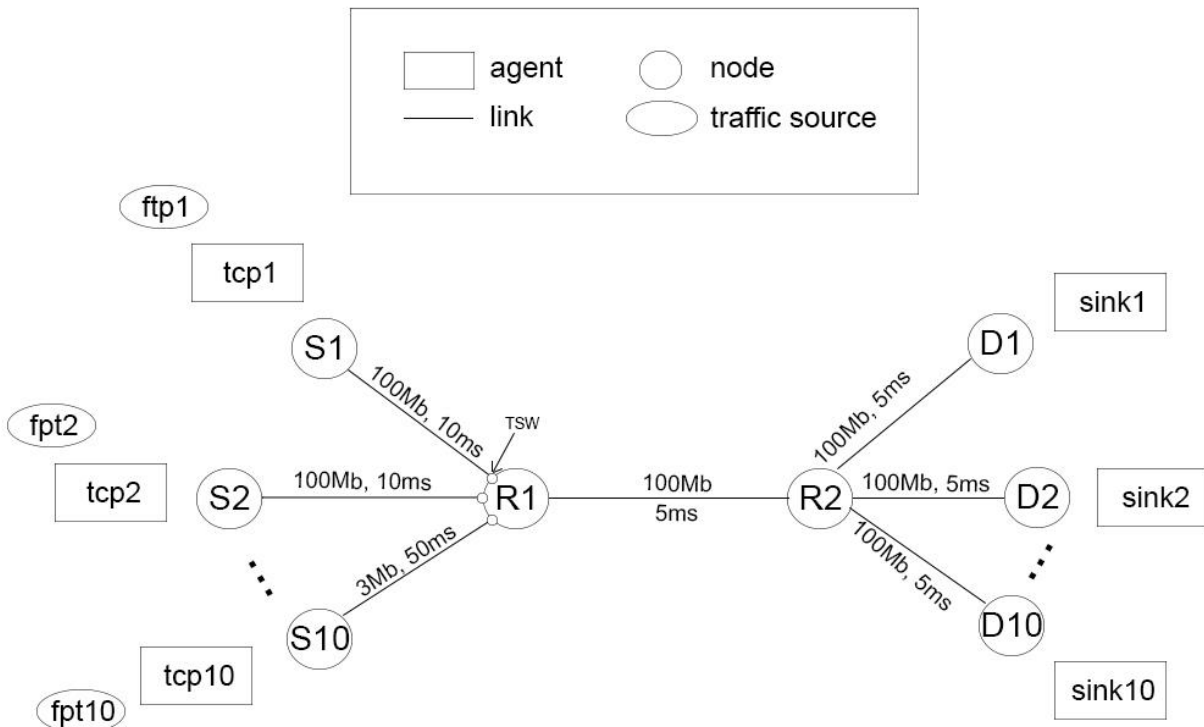 agent
node
link
traffic source
ftp1
tcp1
sink1
S1
D1
100Mb, 10ms
TSW
100Mb, 5ms
fpt2
tcp2
S2
100Mb, 10ms
R1
100Mb
5ms
R2
100Mb, 5ms
D2
sink2
3Mb, 50ms
100Mb, 5ms
S10
D10
tcp10
sink10
fpt10